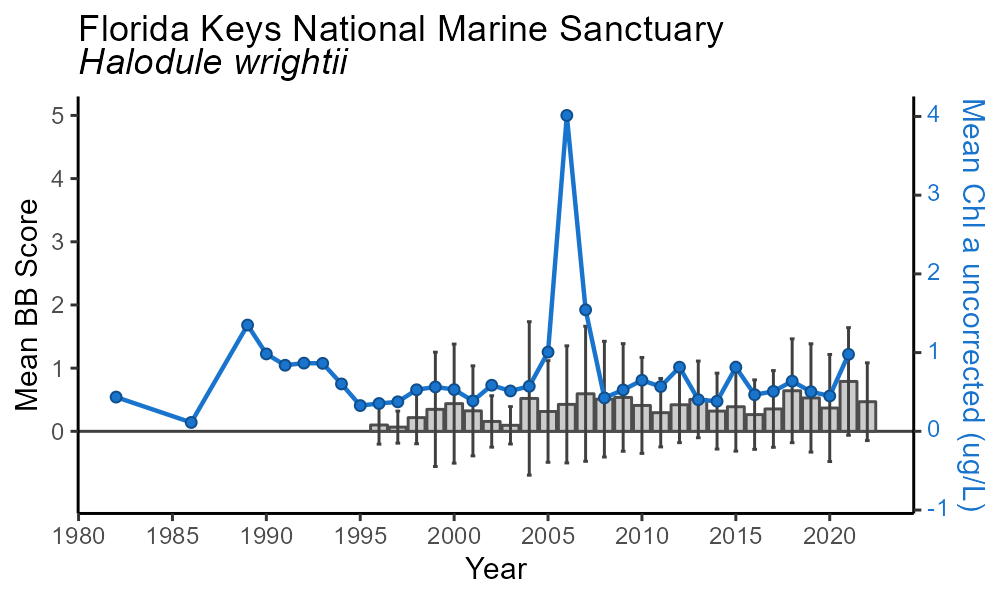 Florida Keys National Marine Sanctuary
Halodule wrightii
Mean BB Score
5
4
3
2
1
0
4
3
2
1
0
-1
Mean Chl a uncorrected (ug/L)
1980 1985 1990 1995 2000 2005 2010 2015 2020
Year